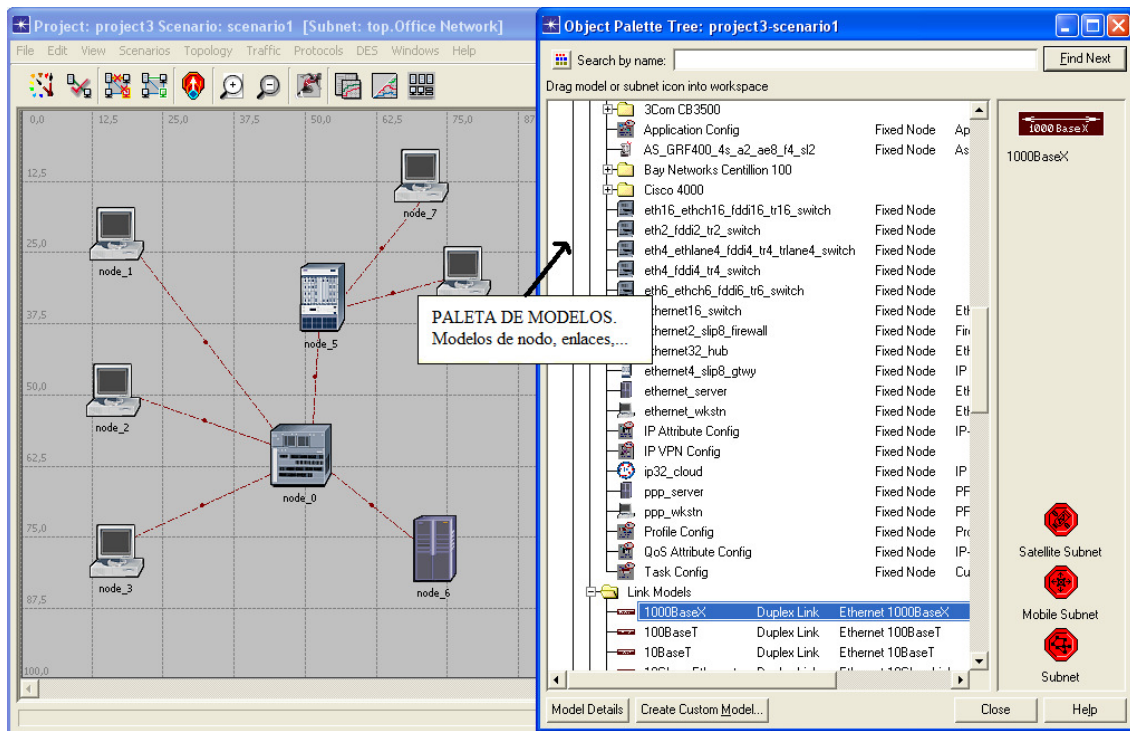 Project: project3 Scenario: scenario1 [Subnet: top.Office Network]
File Edit View Scenarios Topology Traffic Protocols DES Windows Help
0,0 12,5 25,0 37,5 50,0 62,5 75,0 87
12,5
25,0
37,5
50,0
62,5
75,0
87,5
100,0
node_7
node_1
node_5
node_2
node_0
node_3
node_6
PALETA DE MODELOS.
Modelos de nodo, enlaces,...
Object Palette Tree: project3-scenario1
Search by name: Find Next
Drag model or subnet icon into workspace
3Com CB3500
Application Config Fixed Node Ap
AS_GRF400_4s_a2_ae8_f4_sl2 Fixed Node As
Bay Networks Centillion 100
Cisco 4000
eth16_ethch16_fddi16_tr16_switch Fixed Node
eth2_fddi2_tr2_switch Fixed Node
eth4_ethlane4_fddi4_tr4_trlane4_switch Fixed Node
eth4_fddi4_tr4_switch Fixed Node
eth6_ethch6_fddi6_tr6_switch Fixed Node
thernet16_switch Fixed Node Eth
thernet2_slip8_firewall Fixed Node Fire
thernet32_hub Fixed Node Eth
ethernet4_slip8_gtwy Fixed Node IP
ethernet_server Fixed Node Eth
ethernet_wkstn Fixed Node Eth
IP Attribute Config Fixed Node IP-
IP VPN Config Fixed Node
ip32_cloud Fixed Node IP
ppp_server Fixed Node PF
ppp_wkstn Fixed Node PF
Profile Config Fixed Node Pro
QoS Attribute Config Fixed Node IP-
Task Config Fixed Node Cu
Link Models
1000BaseX Duplex Link Ethernet 1000BaseX
100BaseT Duplex Link Ethernet 100BaseT
10BaseT Duplex Link Ethernet 10BaseT
1000 BaseX
1000BaseX
Satellite Subnet
Mobile Subnet
Subnet
Model Details Create Custom Model... Close Help